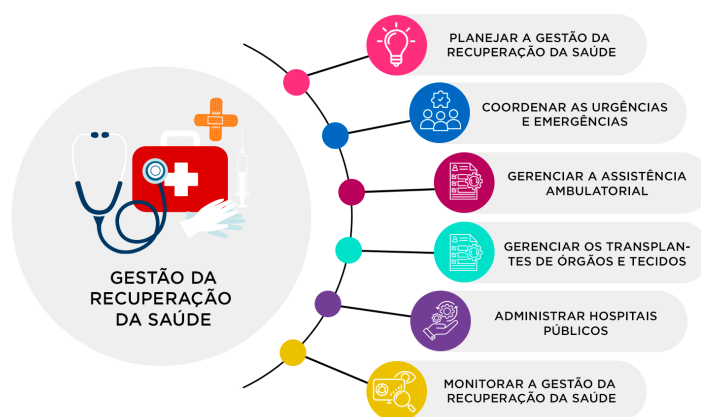 GESTÃO DA
RECUPERAÇÃO
DA SAÚDE
PLANEJAR A GESTÃO DA
RECUPERAÇÃO DA SAÚDE
COORDENAR AS URGÊNCIAS
E EMERGÊNCIAS
GERENCIAR A ASSISTÊNCIA
AMBULATORIAL
GERENCIAR OS TRANSPLAN-
TES DE ÓRGÃOS E TECIDOS
ADMINISTRAR HOSPITAIS
PÚBLICOS
MONITORAR A GESTÃO DA
RECUPERAÇÃO DA SAÚDE